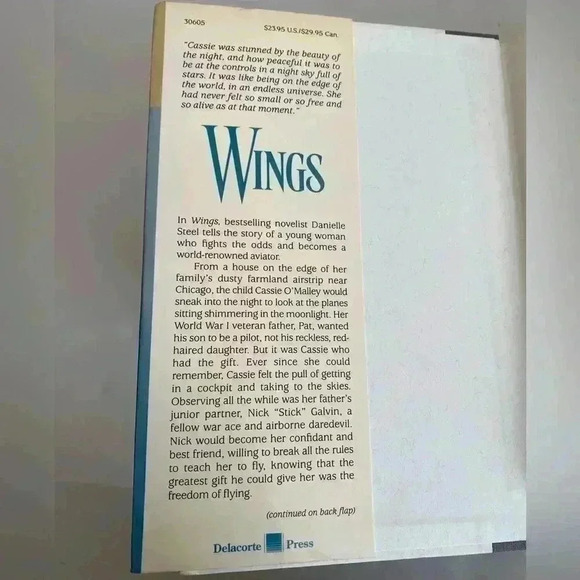 30605
$23.95 U.S./$29.95 Can.
"Cassie was stunned by the beauty of
the night, and how peaceful it was to
be at the controls in a night sky full of
stars. It was like being on the edge of
the world, in an endless universe. She
had never felt so small or so free and
so alive as at that moment."
WINGS
In Wings, bestselling novelist Danielle
Steel tells the story of a young woman
who fights the odds and becomes a
world-renowned aviator.
From a house on the edge of her
family's dusty farmland airstrip near
Chicago, the child Cassie O'Malley would
sneak into the night to look at the planes
sitting shimmering in the moonlight. Her
World War I veteran father, Pat, wanted
his son to be a pilot, not his reckless, red-
haired daughter. But it was Cassie who
had the gift. Ever since she could
remember, Cassie felt the pull of getting
in a cockpit and taking to the skies.
Observing all the while was her father's
junior partner, Nick "Stick" Galvin, a
fellow war ace and airborne daredevil.
Nick would become her confidant and
best friend, willing to break all the rules
to teach her to fly, knowing that the
greatest gift he could give her was the
freedom of flying.
(continued on back flap)
Delacorte Press